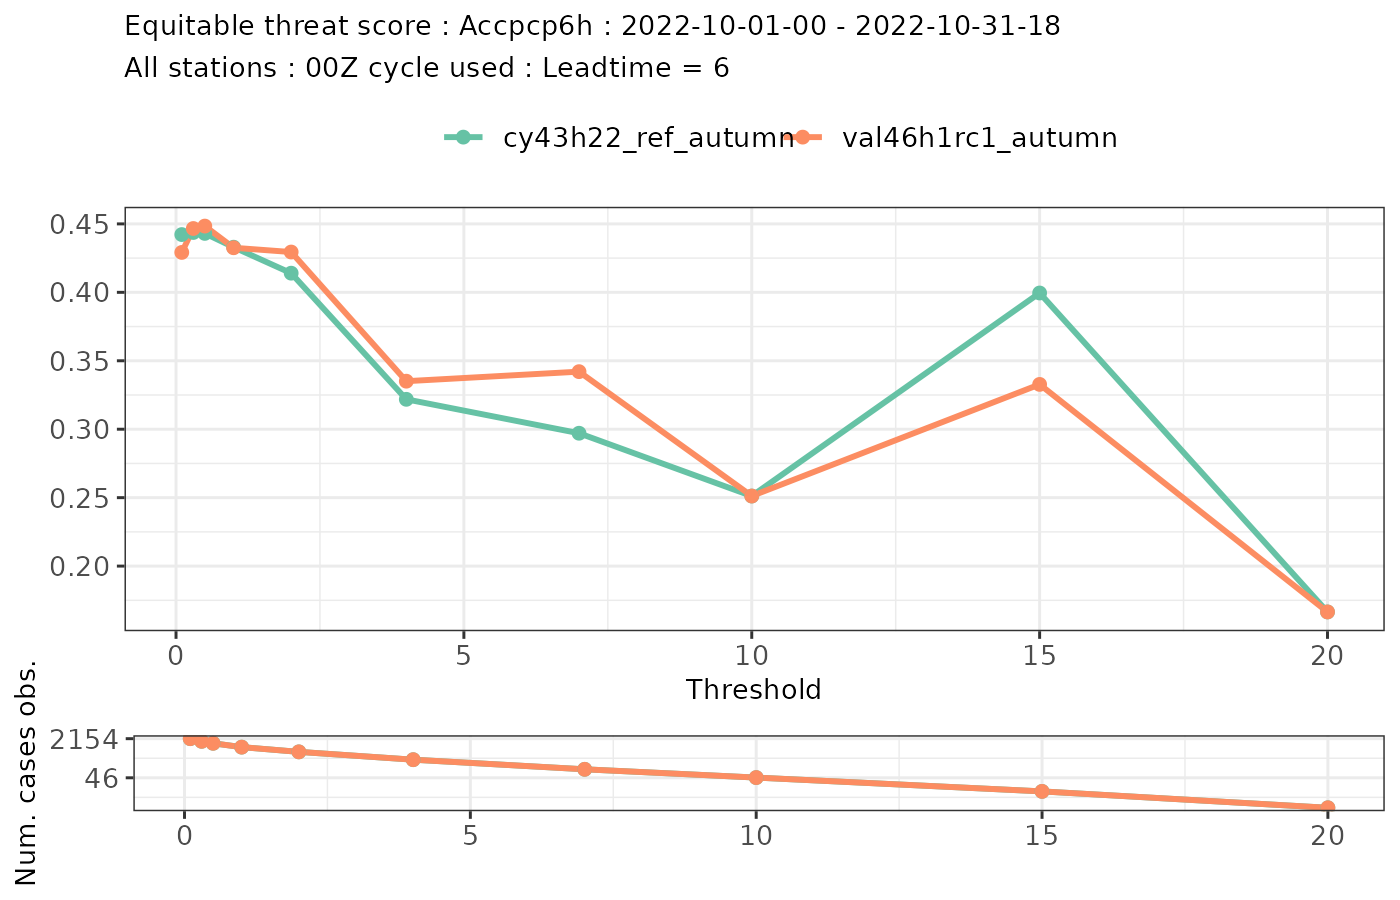 Equitable threat score : Accpcp6h : 2022-10-01-00 - 2022-10-31-18
All stations : 00Z cycle used : Leadtime = 6
cy43h22_ref_autumn val46h1rc1_autumn
0.45
0.40
0.35
0.30
0.25
0.20
0 5 10 15 20
Threshold
Num. cases obs.
2154
46
0 5 10 15 20